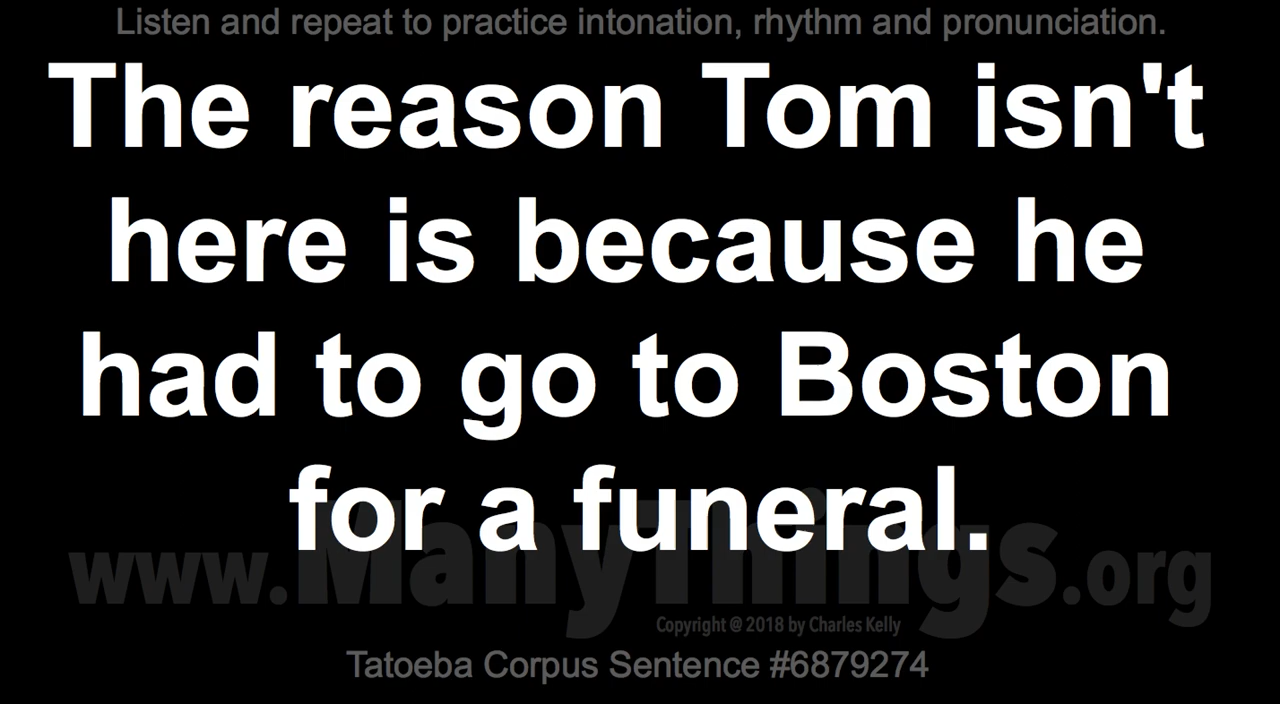 Listen and repeat to practice intonation, rhythm and pronunciation.
The reason Tom isn't
here is because he
had to go to Boston
for a funeral.
www.ManyThings.org
Copyright @ 2018 by Charles Kelly
Tatoeba Corpus Sentence #6879274